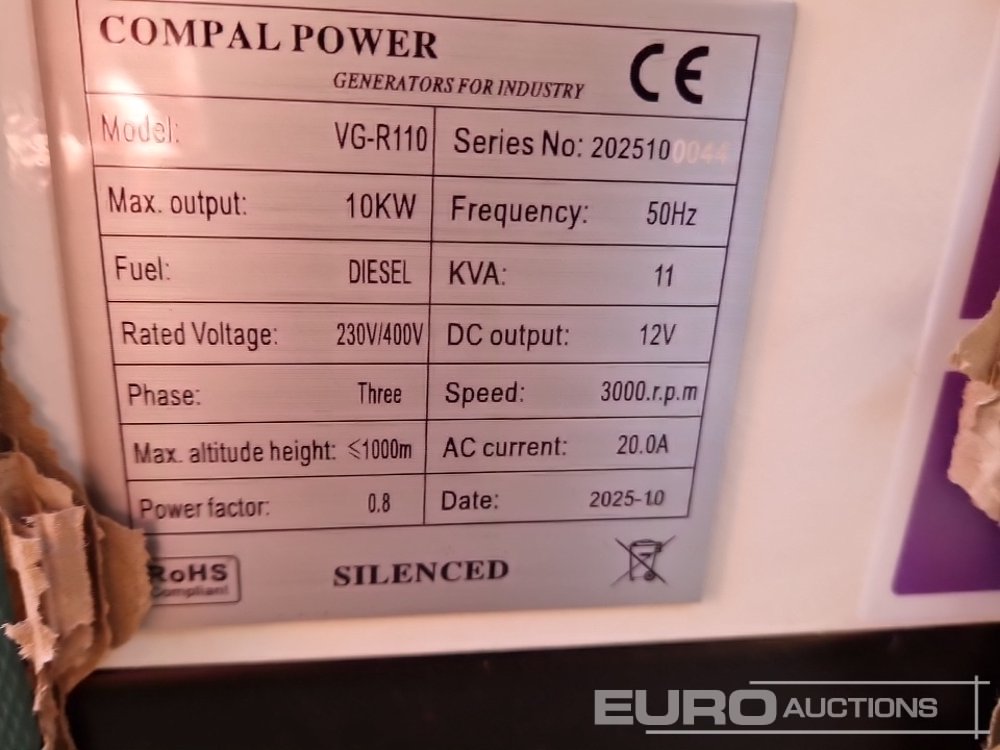 COMPAL POWER
GENERATORS FOR INDUSTRY
CE
Model: VG-R110 Series No: 2025100044
Max. output: 10KW Frequency: 50Hz
Fuel: DIESEL KVA: 11
Rated Voltage: 230V/400V DC output: 12V
Phase: Three Speed: 3000.r.p.m
Max. altitude height: ≤1000m AC current: 20.0A
Power factor: 0.8 Date: 2025-10
RoHS
Compliant
SILENCED
EURO AUCTIONS